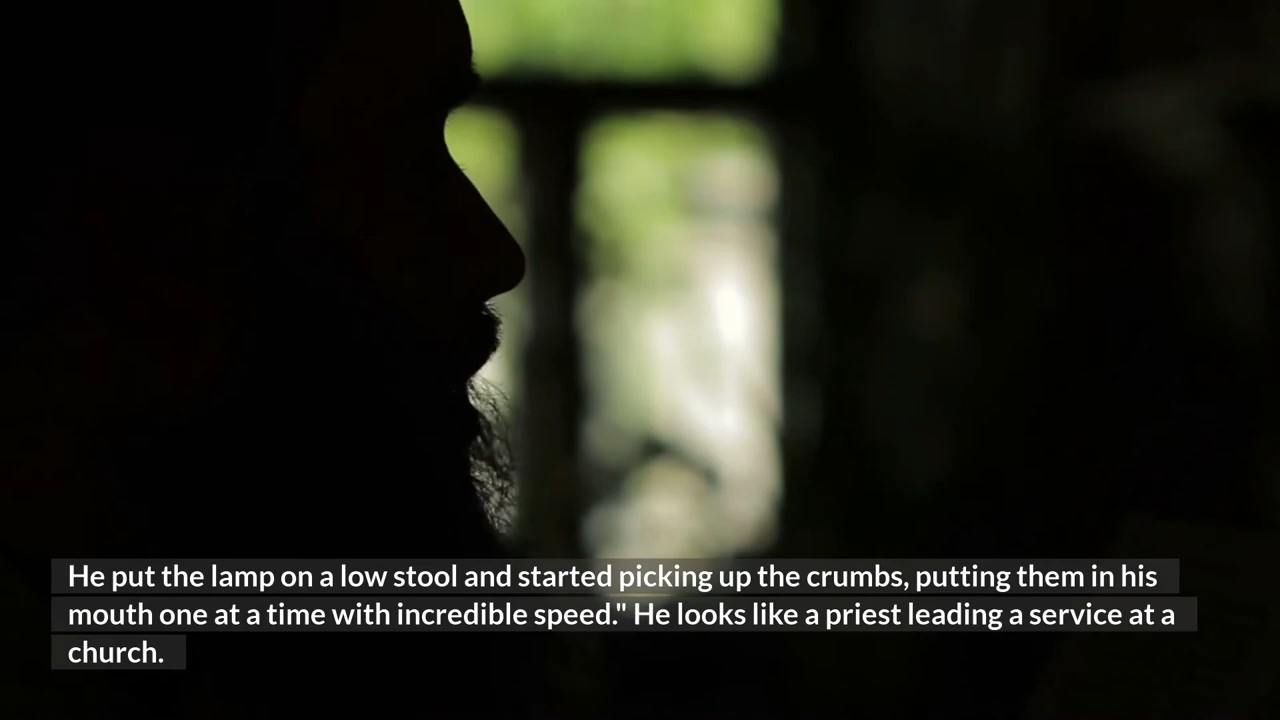 He put the lamp on a low stool and started picking up the crumbs, putting them in his
mouth one at a time with incredible speed." He looks like a priest leading a service at a
church.